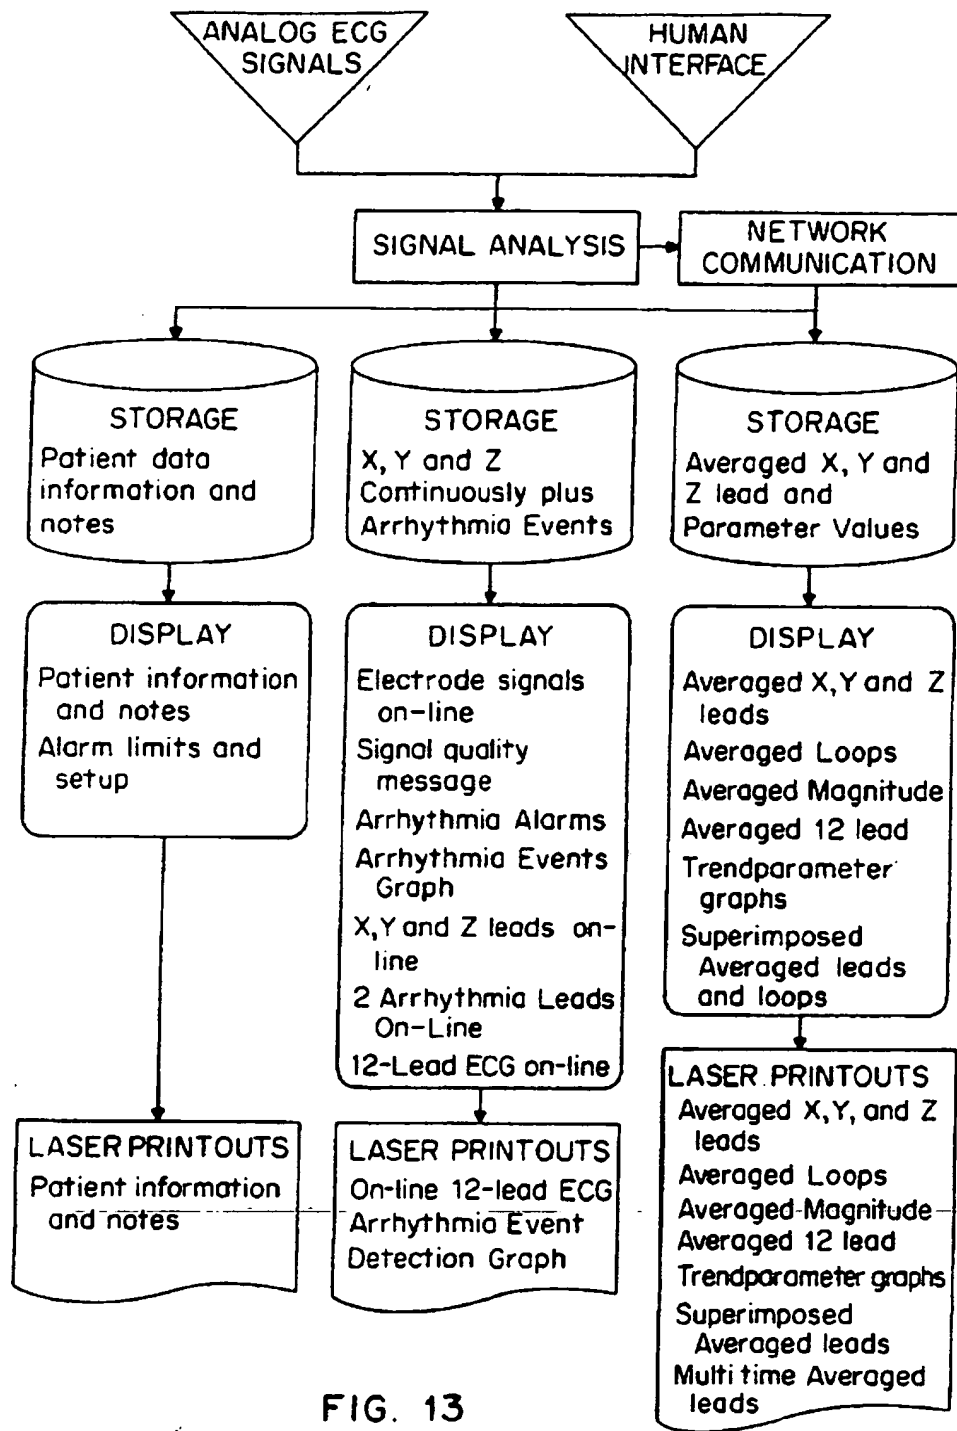 ANALOG ECG
SIGNALS
HUMAN
INTERFACE
SIGNAL ANALYSIS
NETWORK
COMMUNICATION
STORAGE
Patient data
information and
notes
STORAGE
X, Y and Z
Continuously plus
Arrhythmia Events
STORAGE
Averaged X, Y and
Z lead and
Parameter Values
DISPLAY
Patient information
and notes
Alarm limits and
setup
DISPLAY
Electrode signals
on-line
Signal quality
message
Arrhythmia Alarms
Arrhythmia Events
Graph
X,Y and Z leads on-
line
2 Arrhythmia Leads
On-Line
12-Lead ECG on-line
DISPLAY
Averaged X,Y and Z
leads
Averaged Loops
Averaged Magnitude
Averaged 12 lead
Trendparameter
graphs
Superimposed
Averaged leads
and loops
LASER PRINTOUTS
Patient information
and notes
LASER PRINTOUTS
On-line 12-lead ECG
Arrhythmia Event
Detection Graph
LASER PRINTOUTS
Averaged X,Y, and Z
leads
Averaged Loops
Averaged Magnitude
Averaged 12 lead
Trendparameter graphs
Superimposed
Averaged leads
Multi time Averaged
leads
FIG. 13